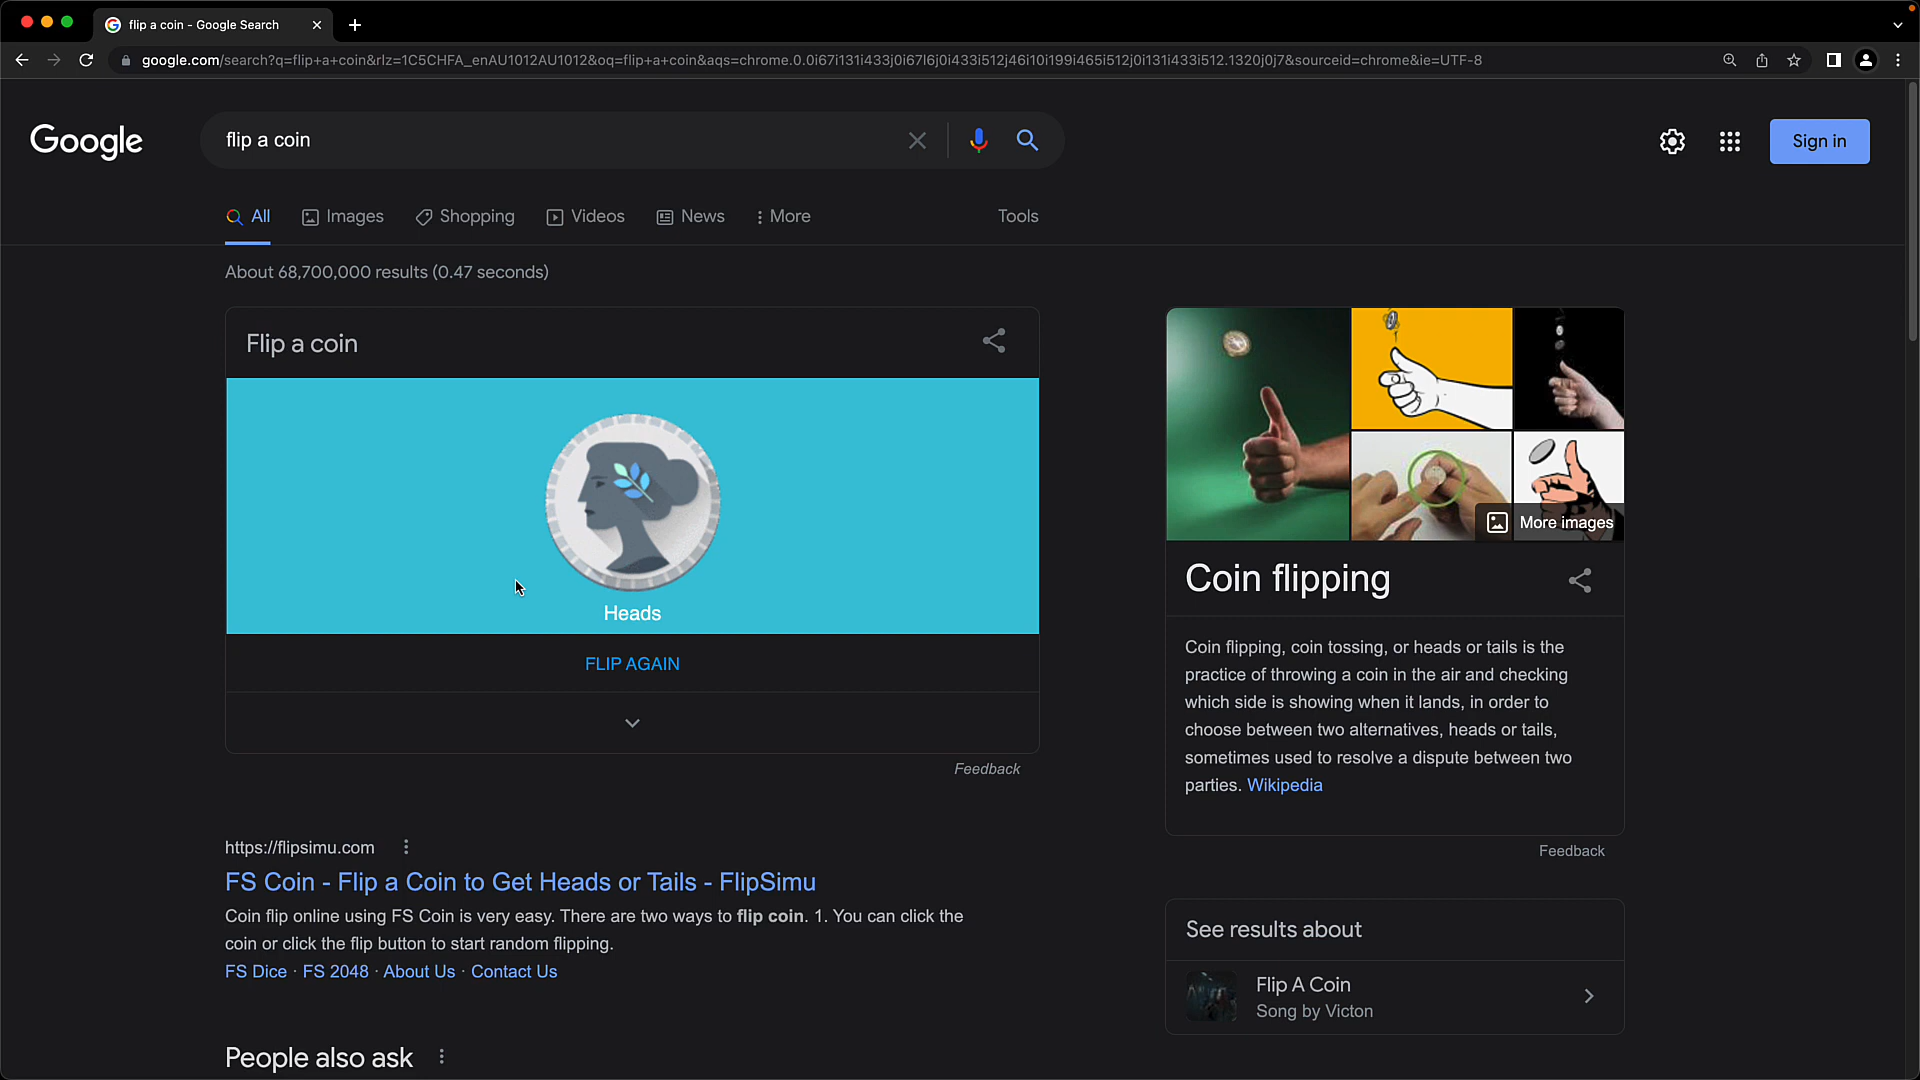 flip a coin - Google Search
google.com/search?q=flip+a+coin&rlz=1C5CHFA_enAU1012AU1012&oq=flip+a+coin&aqs=chrome.0.0i67i131i433j0i67l6j0i433i512j46i10i199i465i512j0i131i433i512.1320j0j7&sourceid=chrome&ie=UTF-8
Google
flip a coin
Sign in
All
Images
Shopping
Videos
News
More
Tools
About 68,700,000 results (0.47 seconds)
Flip a coin
Heads
FLIP AGAIN
Feedback
https://flipsimu.com
FS Coin - Flip a Coin to Get Heads or Tails - FlipSimu
Coin flip online using FS Coin is very easy. There are two ways to flip coin. 1. You can click the
coin or click the flip button to start random flipping.
FS Dice · FS 2048 · About Us · Contact Us
People also ask
More images
Coin flipping
Coin flipping, coin tossing, or heads or tails is the
practice of throwing a coin in the air and checking
which side is showing when it lands, in order to
choose between two alternatives, heads or tails,
sometimes used to resolve a dispute between two
parties. Wikipedia
Feedback
See results about
Flip A Coin
Song by Victon